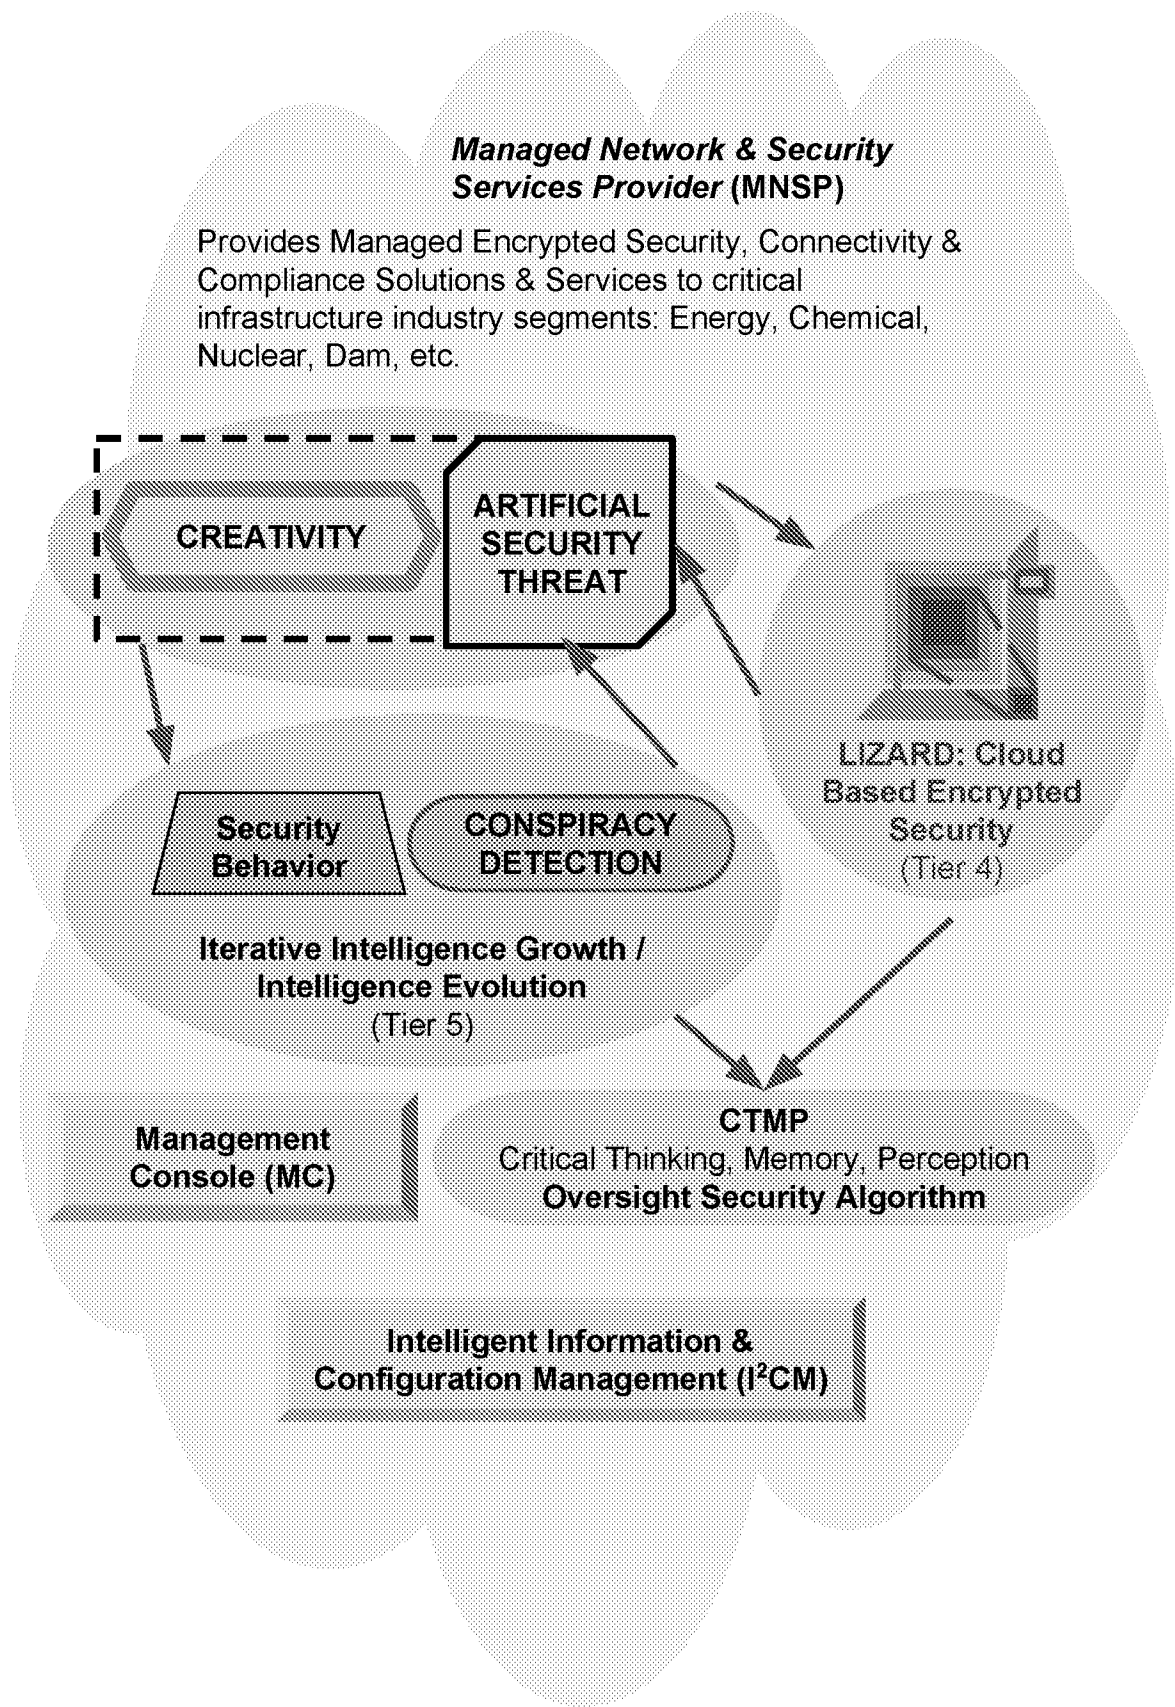 Managed Network & Security
Services Provider (MNSP)
Provides Managed Encrypted Security, Connectivity &
Compliance Solutions & Services to critical
infrastructure industry segments: Energy, Chemical,
Nuclear, Dam, etc.
CREATIVITY
ARTIFICIAL
SECURITY
THREAT
LIZARD: Cloud
Based Encrypted
Security
(Tier 4)
Security
Behavior
CONSPIRACY
DETECTION
Iterative Intelligence Growth /
Intelligence Evolution
(Tier 5)
Management
Console (MC)
CTMP
Critical Thinking, Memory, Perception
Oversight Security Algorithm
Intelligent Information &
Configuration Management (I²CM)